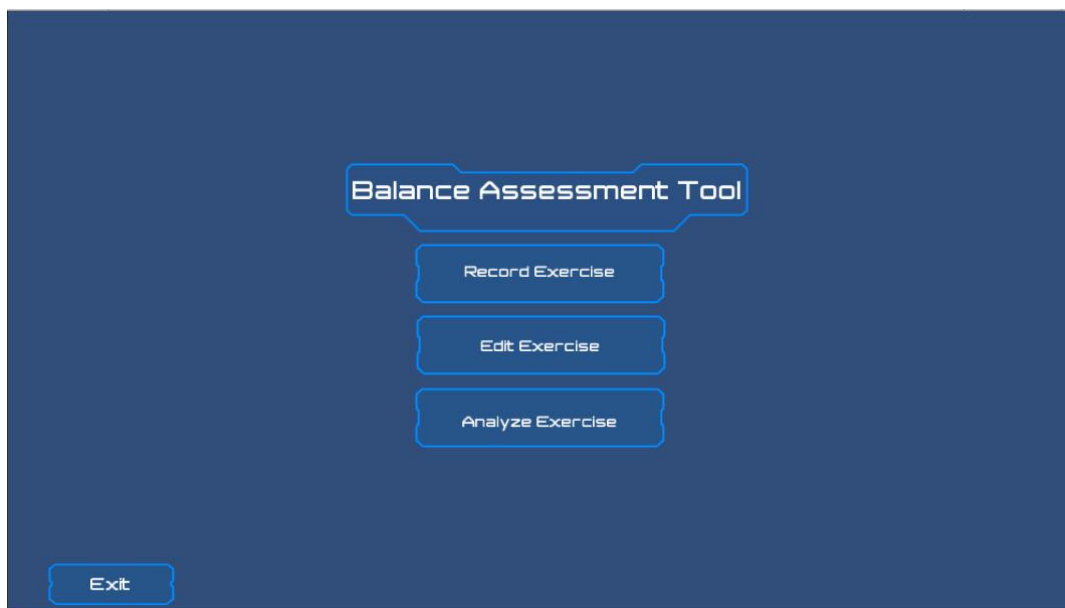 Balance Assessment Tool
Record Exercise
Edit Exercise
Analyze Exercise
Exit